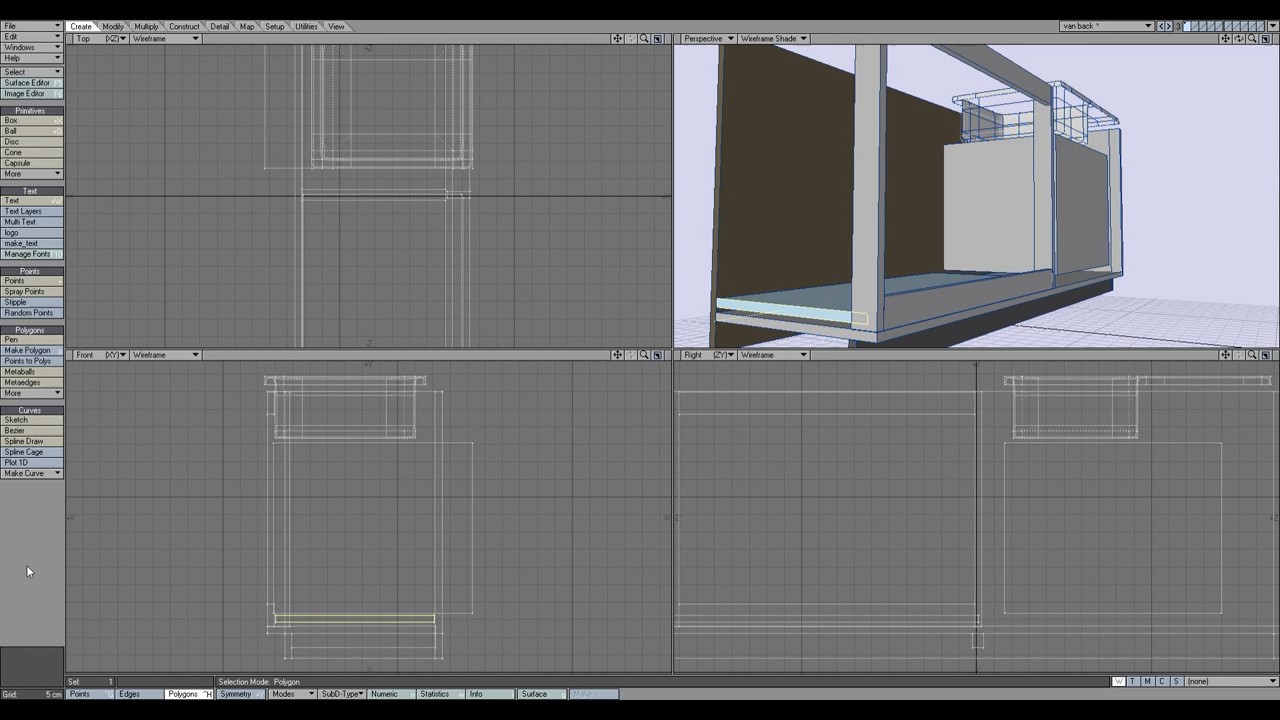 File Create Modify Multiply Construct Detail Map Setup Utilities View van back * 3
Edit Top (XZ) Wireframe Perspective Wireframe Shade
Windows
Help
Select
Surface Editor
Image Editor
Primitives
Box
Ball
Disc
Cone
Capsule
More
Text
Text
Text Layers
Multi Text
logo
make_text
Manage Fonts
Points
Points
Spray Points
Stipple
Random Points
Polygons
Pen
Make Polygon Front (XY) Wireframe Right (ZY) Wireframe
Points to Polys
Metaballs
Metaedges
More
Curves
Sketch
Bezier
Spline Draw
Spline Cage
Plot 1D
Make Curve
Sel: 1 Selection Mode: Polygon W T M C S (none)
Grid: 5 cm Points Edges Polygons ^H Symmetry Modes SubD-Type Numeric Statistics Info Surface